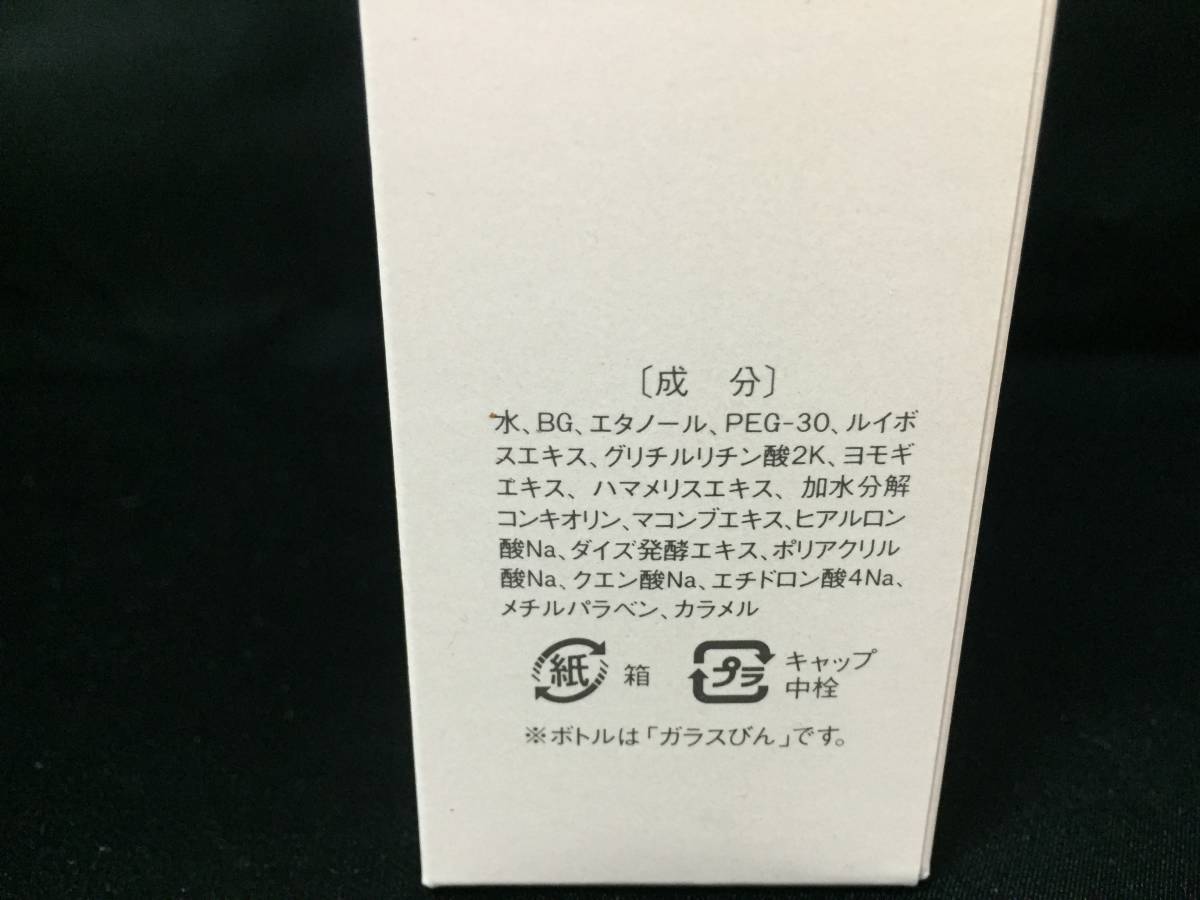 〔成 分〕
水、BG、エタノール、PEG-30、ルイボ
スエキス、グリチルリチン酸2K、ヨモギ
エキス、ハマメリスエキス、加水分解
コンキオリン、マコンブエキス、ヒアルロン
酸Na、ダイズ発酵エキス、ポリアクリル
酸Na、クエン酸Na、エチドロン酸4Na、
メチルパラベン、カラメル
紙 箱
プラ キャップ
中栓
※ボトルは「ガラスびん」です。